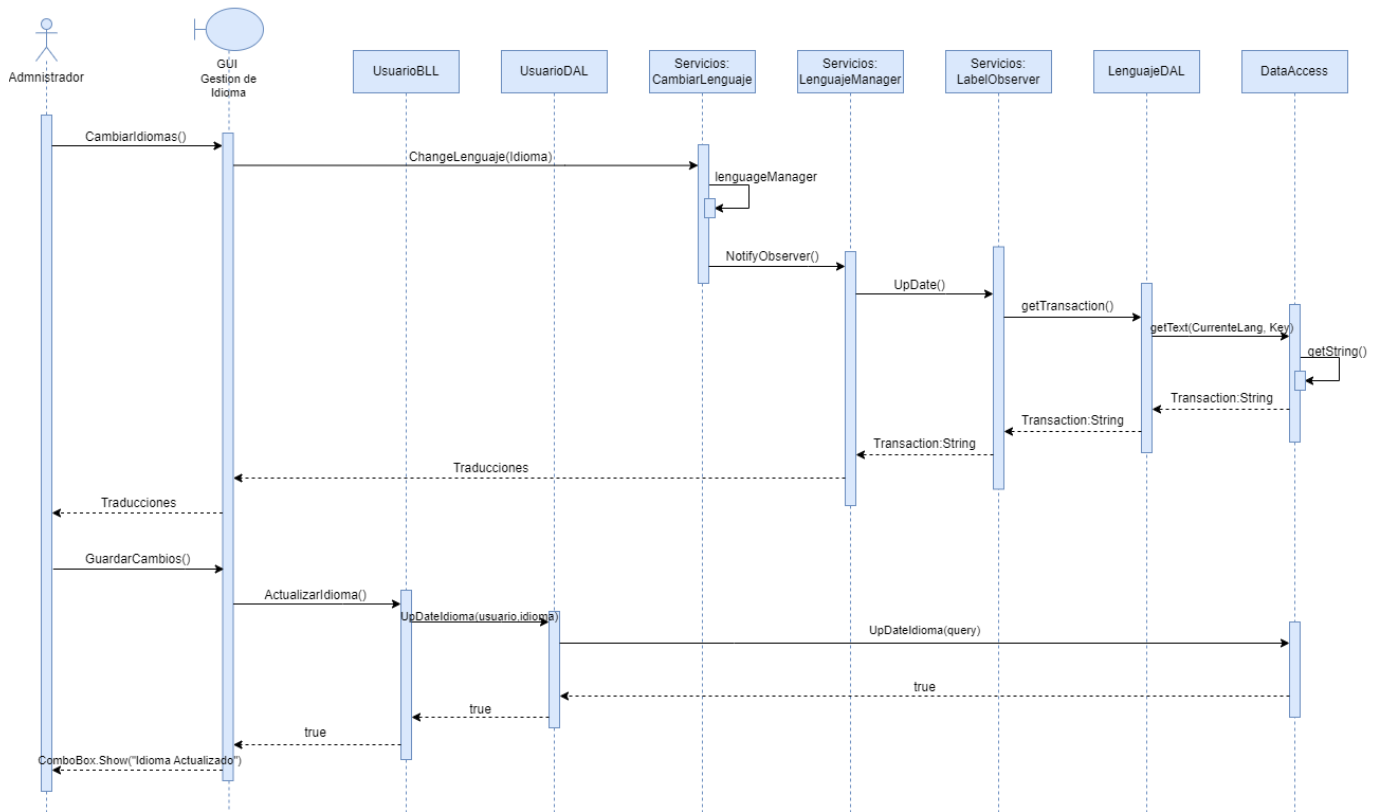 Admnistrador
GUI
Gestion de
Idioma
UsuarioBLL
UsuarioDAL
Servicios:
CambiarLenguaje
Servicios:
LenguajeManager
Servicios:
LabelObserver
LenguajeDAL
DataAccess
CambiarIdiomas()
ChangeLenguaje(Idioma)
lenguageManager
NotifyObserver()
UpDate()
getTransaction()
getText(CurrenteLang, Key)
getString()
Transaction:String
Transaction:String
Transaction:String
Traducciones
Traducciones
GuardarCambios()
ActualizarIdioma()
UpDateIdioma(usuario,idioma)
UpDateIdioma(query)
true
true
true
ComboBox.Show("Idioma Actualizado")